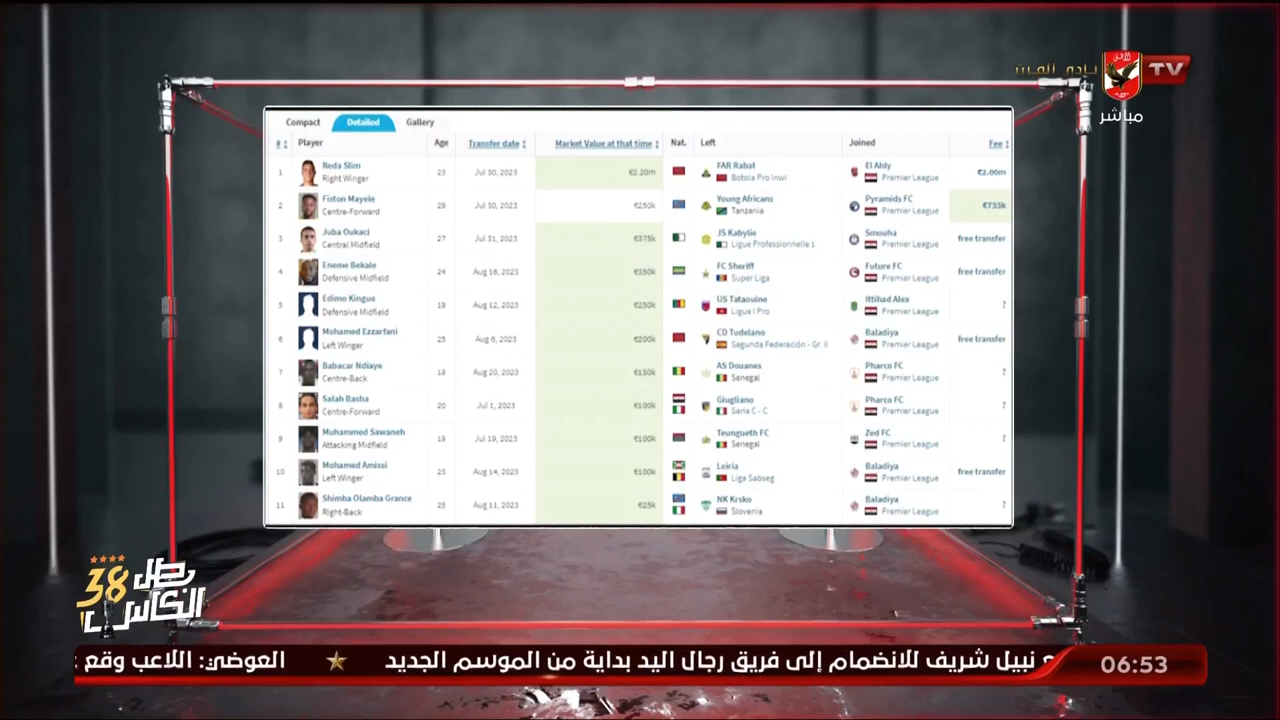 نادي القرن
TV
مباشر
Compact Detailed Gallery
# Player Age Transfer date Market Value at that time Nat. Left Joined Fee
1 Reda Slim 23 Jul 30, 2023 €2.20m FAR Rabat El Ahly €2.00m
Right Winger Botola Pro Inwi Premier League
2 Fiston Mayele 29 Jul 30, 2023 €250k Young Africans Pyramids FC €733k
Centre-Forward Tanzania Premier League
3 Juba Oukaci 27 Jul 31, 2023 €375k JS Kabylie Smouha free transfer
Central Midfield Ligue Professionnelle 1 Premier League
4 Eneme Bekale 24 Aug 16, 2023 €350k FC Sheriff Future FC free transfer
Defensive Midfield Super Liga Premier League
5 Edimo Kingue 19 Aug 12, 2023 €250k US Tataouine Ittihad Alex ?
Defensive Midfield Ligue I Pro Premier League
6 Mohamed Ezzarfani 25 Aug 6, 2023 €200k CD Tudelano Baladiya free transfer
Left Winger Segunda Federación - Gr. II Premier League
7 Babacar Ndiaye 18 Aug 20, 2023 €150k AS Douanes Pharco FC ?
Centre-Back Senegal Premier League
8 Salah Basha 20 Jul 1, 2023 €100k Giugliano Pharco FC ?
Centre-Forward Serie C - C Premier League
9 Muhammed Sawaneh 19 Jul 19, 2023 €100k Teungueth FC Zed FC ?
Attacking Midfield Senegal Premier League
10 Mohamed Amissi 23 Aug 14, 2023 €100k Leiria Baladiya free transfer
Left Winger Liga Sabseg Premier League
11 Shimba Olamba Grance 25 Aug 11, 2023 €25k NK Krsko Baladiya ?
Right-Back Slovenia Premier League
بطل الكاس 38
نبيل شريف للانضمام إلى فريق رجال اليد بداية من الموسم الجديد ★ العوضي: اللاعب وقع
06:53